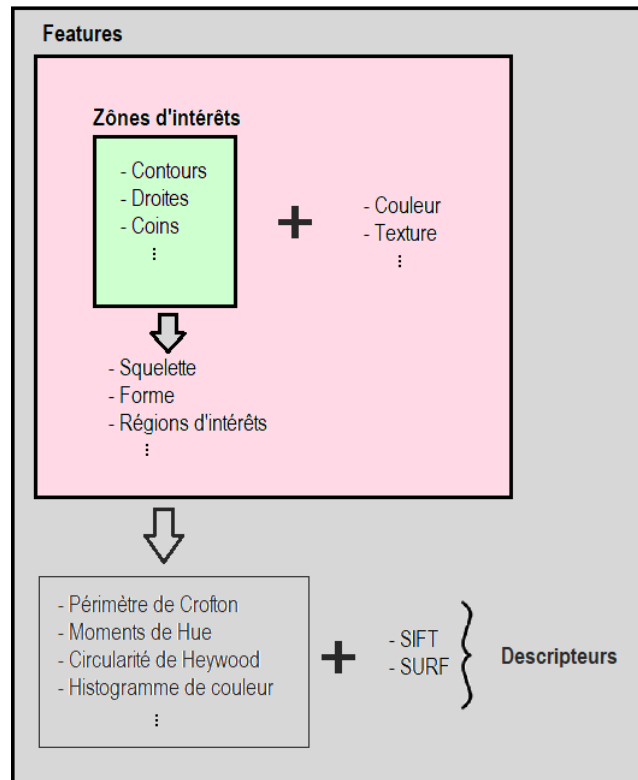 Features
Zônes d'intérêts
- Contours
- Droites
- Coins
⋮
+
- Couleur
- Texture
⋮
- Squelette
- Forme
- Régions d'intérêts
⋮
- Périmètre de Crofton
- Moments de Hue
- Circularité de Heywood
- Histogramme de couleur
⋮
+
- SIFT
- SURF
Descripteurs